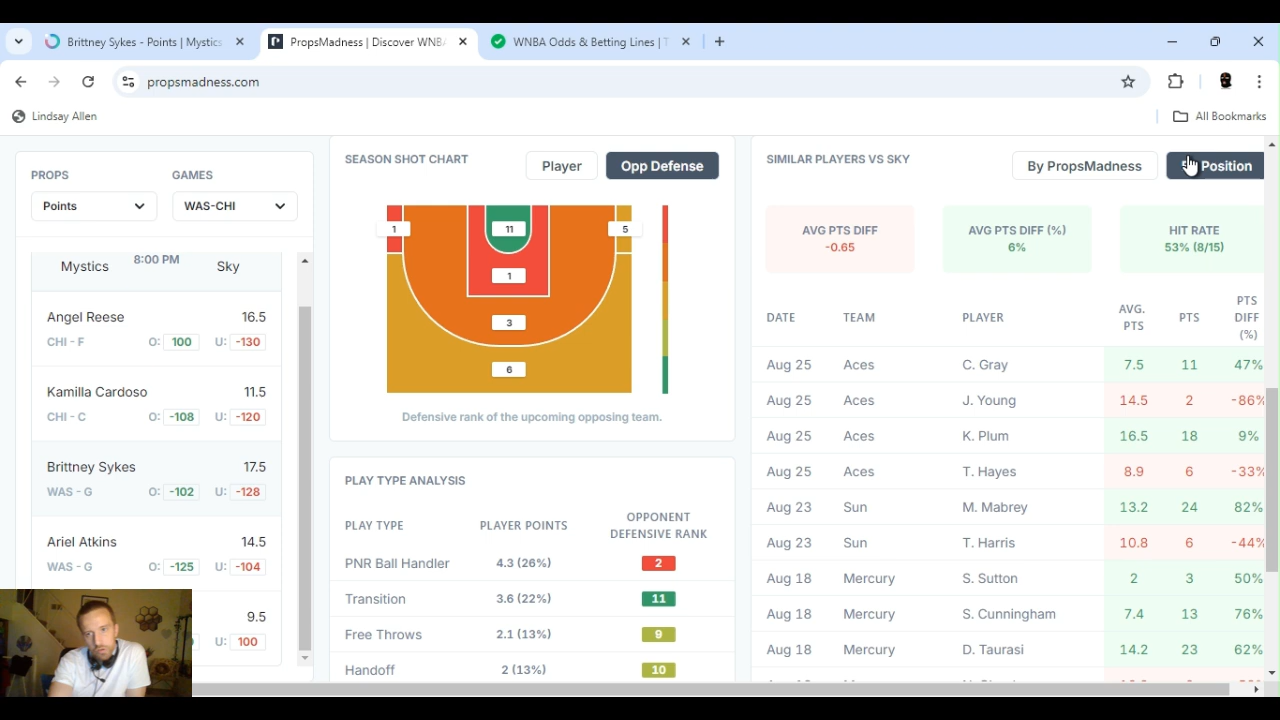 Brittney Sykes - Points | Mystics
PropsMadness | Discover WNBA
WNBA Odds & Betting Lines | T
propsmadness.com
Lindsay Allen
All Bookmarks
PROPS
GAMES
Points
WAS-CHI
Mystics
8:00 PM
Sky
Angel Reese
16.5
CHI - F
O: 100
U: -130
Kamilla Cardoso
11.5
CHI - C
O: -108
U: -120
Brittney Sykes
17.5
WAS - G
O: -102
U: -128
Ariel Atkins
14.5
WAS - G
O: -125
U: -104
9.5
U: 100
SEASON SHOT CHART
Player
Opp Defense
1
11
5
1
3
6
Defensive rank of the upcoming opposing team.
PLAY TYPE ANALYSIS
PLAY TYPE
PLAYER POINTS
OPPONENT
DEFENSIVE RANK
PNR Ball Handler
4.3 (26%)
2
Transition
3.6 (22%)
11
Free Throws
2.1 (13%)
9
Handoff
2 (13%)
10
SIMILAR PLAYERS VS SKY
By PropsMadness
Position
AVG PTS DIFF
-0.65
AVG PTS DIFF (%)
6%
HIT RATE
53% (8/15)
DATE
TEAM
PLAYER
AVG.
PTS
PTS
PTS
DIFF
(%)
Aug 25 Aces C. Gray 7.5 11 47%
Aug 25 Aces J. Young 14.5 2 -86%
Aug 25 Aces K. Plum 16.5 18 9%
Aug 25 Aces T. Hayes 8.9 6 -33%
Aug 23 Sun M. Mabrey 13.2 24 82%
Aug 23 Sun T. Harris 10.8 6 -44%
Aug 18 Mercury S. Sutton 2 3 50%
Aug 18 Mercury S. Cunningham 7.4 13 76%
Aug 18 Mercury D. Taurasi 14.2 23 62%